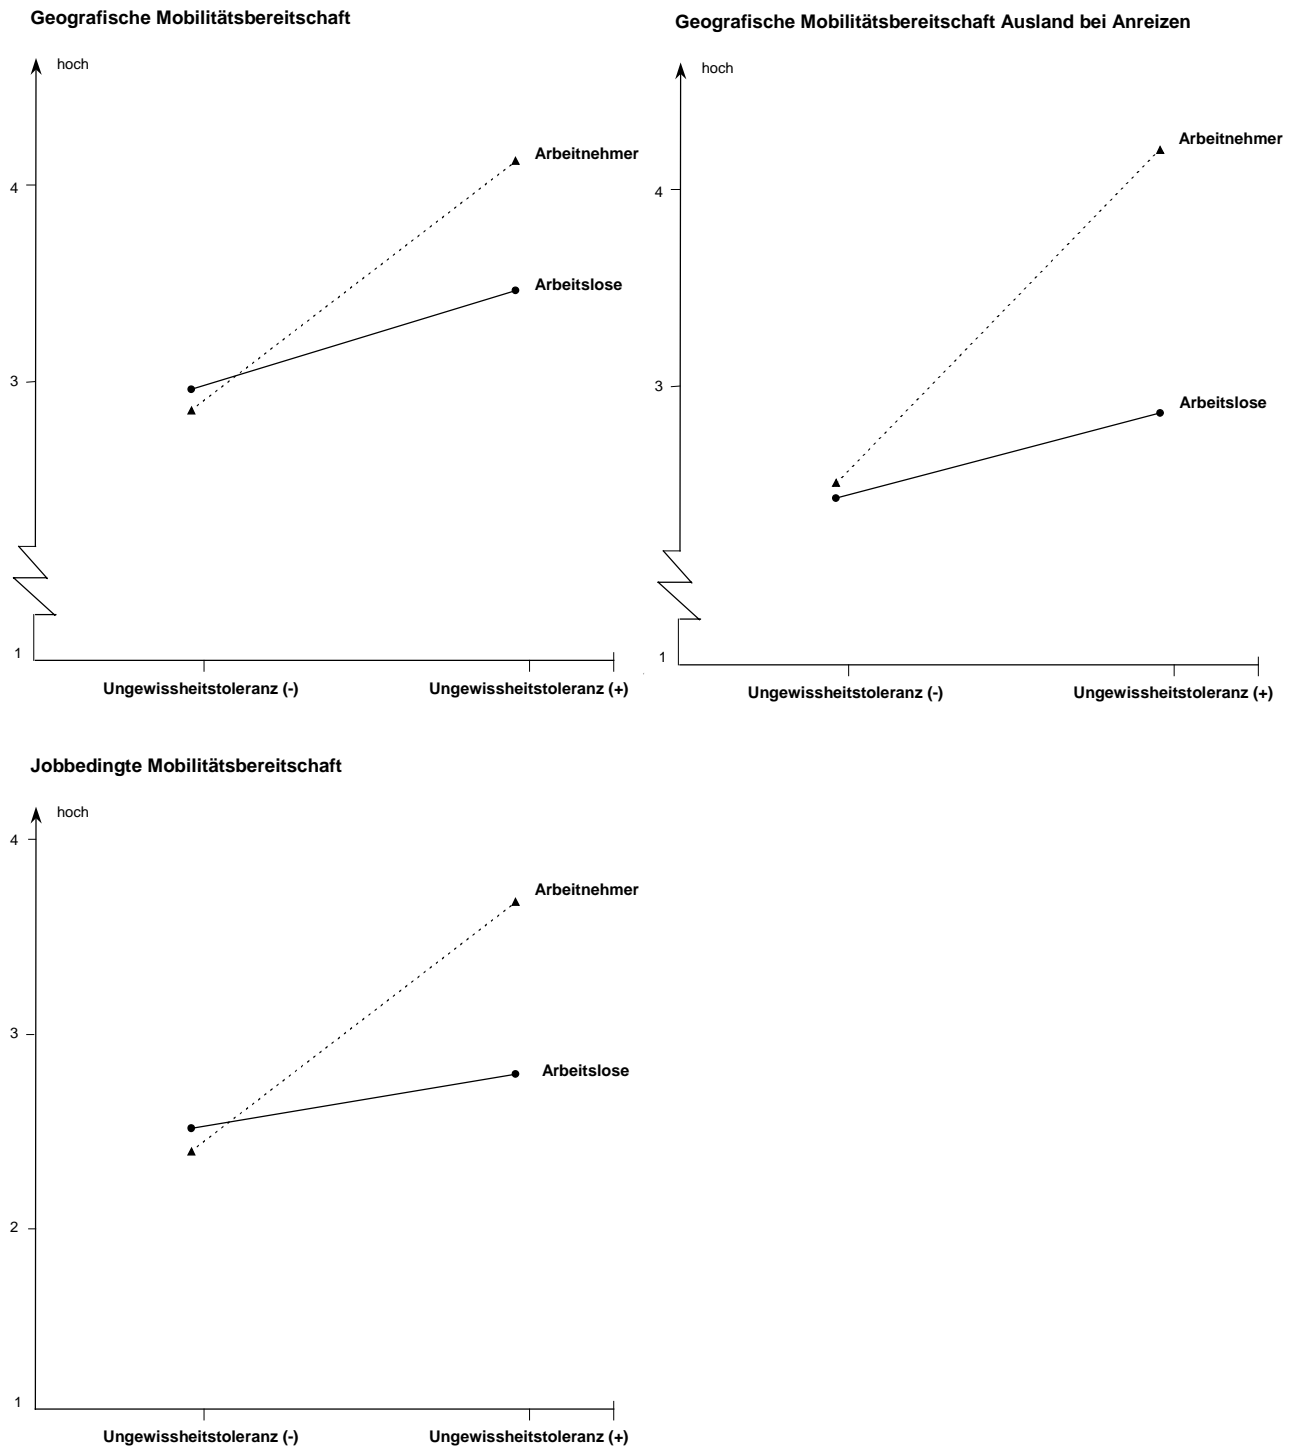 Geografische Mobilitätsbereitschaft
hoch
Arbeitnehmer
4
Arbeitslose
3
1
Ungewissheitstoleranz (-)
Ungewissheitstoleranz (+)
Geografische Mobilitätsbereitschaft Ausland bei Anreizen
hoch
Arbeitnehmer
4
3
Arbeitslose
1
Ungewissheitstoleranz (-)
Ungewissheitstoleranz (+)
Jobbedingte Mobilitätsbereitschaft
hoch
4
Arbeitnehmer
3
Arbeitslose
2
1
Ungewissheitstoleranz (-)
Ungewissheitstoleranz (+)